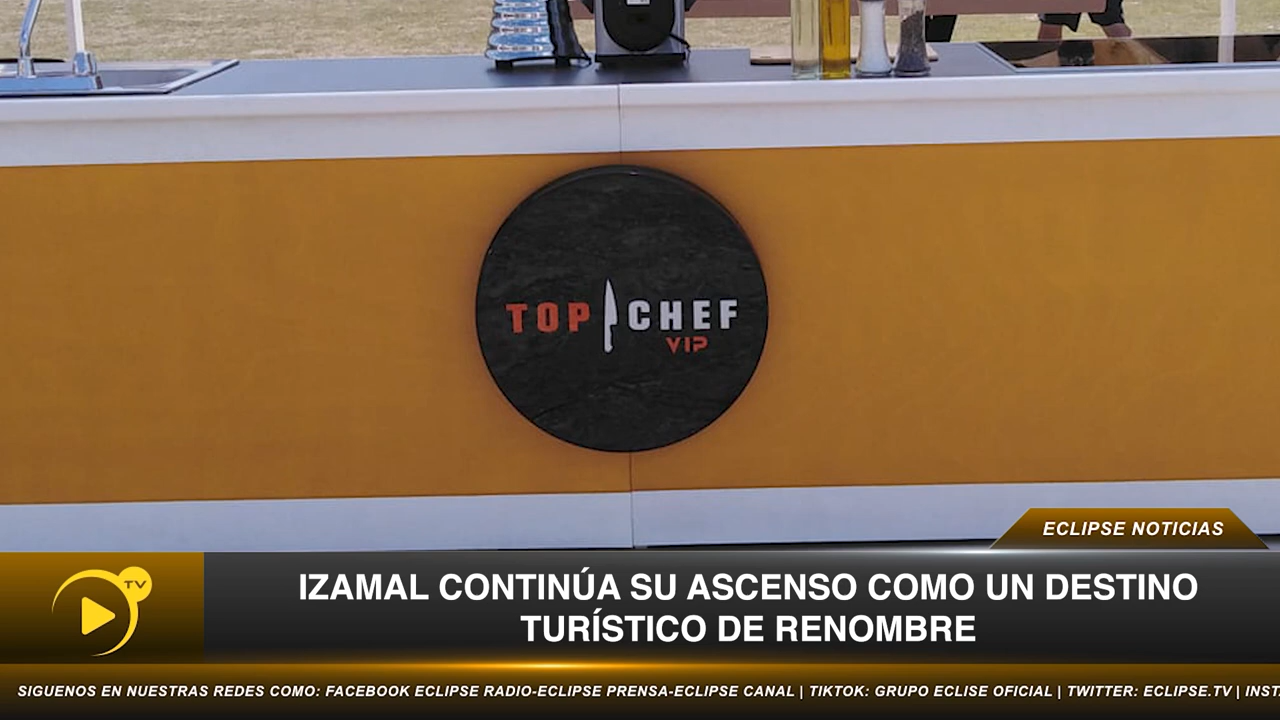 TOP CHEF
VIP
ECLIPSE NOTICIAS
TV
IZAMAL CONTINÚA SU ASCENSO COMO UN DESTINO
TURÍSTICO DE RENOMBRE
SIGUENOS EN NUESTRAS REDES COMO: FACEBOOK ECLIPSE RADIO-ECLIPSE PRENSA-ECLIPSE CANAL | TIKTOK: GRUPO ECLISE OFICIAL | TWITTER: ECLIPSE.TV |